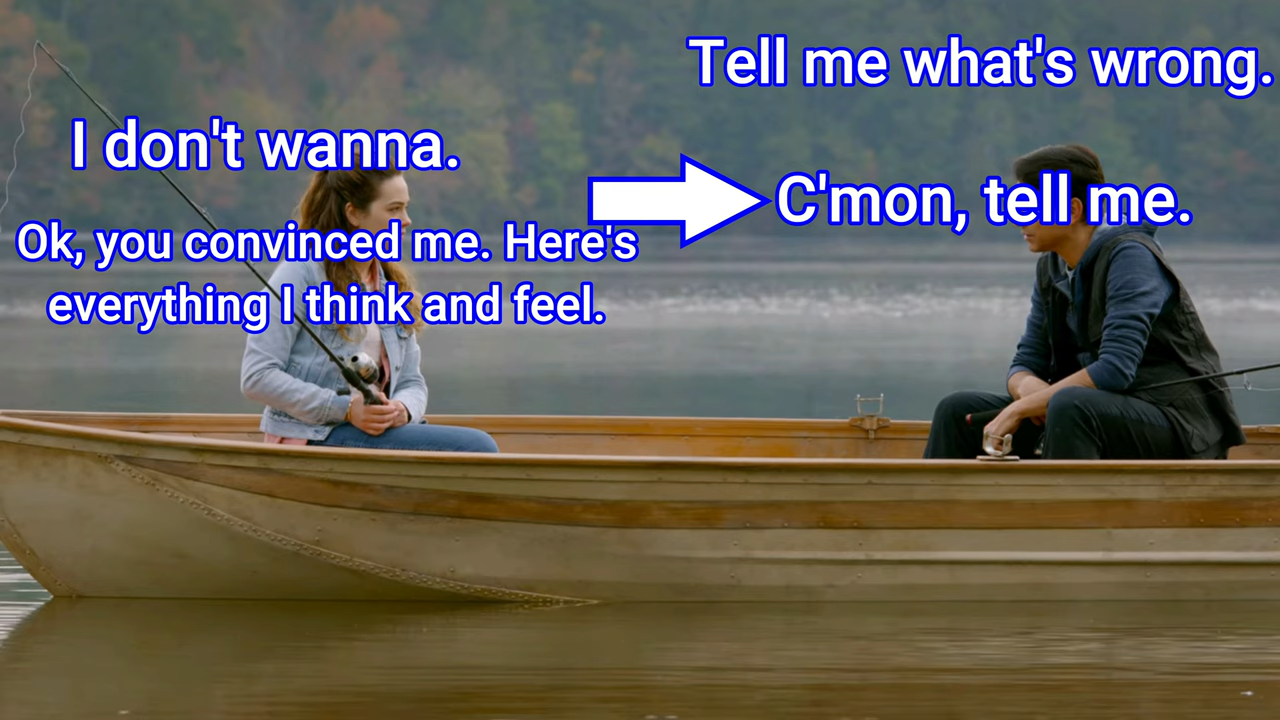 Tell me what's wrong.
I don't wanna.
C'mon, tell me.
Ok, you convinced me. Here's
everything I think and feel.